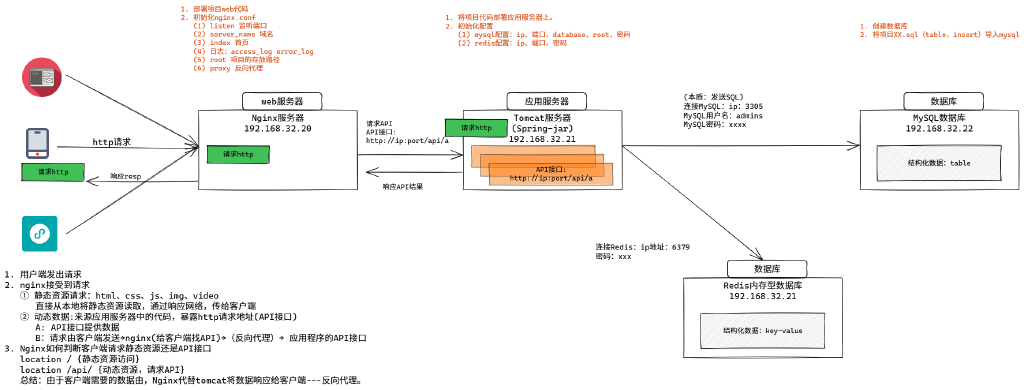 1. 部署项目web代码
2. 初始化nginx.conf
(1) listen 监听端口
(2) server_name 域名
(3) index 首页
(4) 日志：access_log error_log
(5) root 项目的存放路径
(6) proxy 反向代理
1. 将项目代码部署应用服务器上。
2. 初始化配置
(1) mysql配置：ip、端口、database、root、密码
(2) redis配置：ip、端口、密码
1. 创建数据库
2. 将项目XX.sql（table，insert）导入mysql
web服务器
Nginx服务器
192.168.32.20
请求http
http请求
请求http
响应resp
请求API
API接口：
http://ip:port/api/a
响应API结果
应用服务器
Tomcat服务器
(Spring-jar)
192.168.32.21
请求http
API接口：
http://ip:port/api/a
(本质：发送SQL)
连接MySQL：ip：3305
MySQL用户名：admins
MySQL密码：xxxx
数据库
MySQL数据库
192.168.32.22
结构化数据：table
连接Redis：ip地址：6379
密码：xxx
数据库
Redis内存型数据库
192.168.32.21
结构化数据：key-value
1. 用户端发出请求
2. nginx接受到请求
① 静态资源请求：html、css、js、img、video
直接从本地将静态资源读取，通过响应网络，传给客户端
② 动态数据:来源应用服务器中的代码，暴露http请求地址(API接口)
A: API接口提供数据
B: 请求由客户端发送→nginx(给客户端找API)→（反向代理）→ 应用程序的API接口
3. Nginx如何判断客户端请求静态资源还是API接口
location / {静态资源访问}
location /api/ {动态资源，请求API}
总结：由于客户端需要的数据由，Nginx代替tomcat将数据响应给客户端---反向代理。